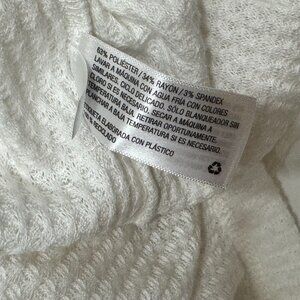 63% POLIÉSTER / 34% RAYON / 3% SPANDEX
LAVAR A MÁQUINA CON AGUA FRÍA CON COLORES
SIMILARES. CICLO DELICADO. SÓLO BLANQUEADOR SIN
CLORO SI ES NECESARIO. SECAR A MÁQUINA A
TEMPERATURA BAJA. RETIRAR OPORTUNAMENTE.
PLANCHAR A BAJA TEMPERATURA SI ES NECESARIO.
ELABORADA CON PLÁSTICO
RECICLADO